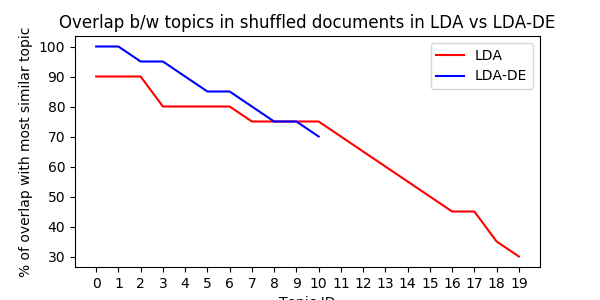 Overlap b/w topics in shuffled documents in LDA vs LDA-DE
% of overlap with most similar topic
100
90
80
70
60
50
40
30
LDA
LDA-DE
0 1 2 3 4 5 6 7 8 9 10 11 12 13 14 15 16 17 18 19
Topic ID